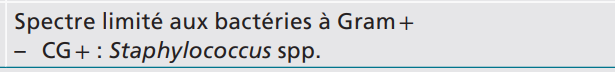 Spectre limité aux bactéries à Gram+
– CG+ : Staphylococcus spp.